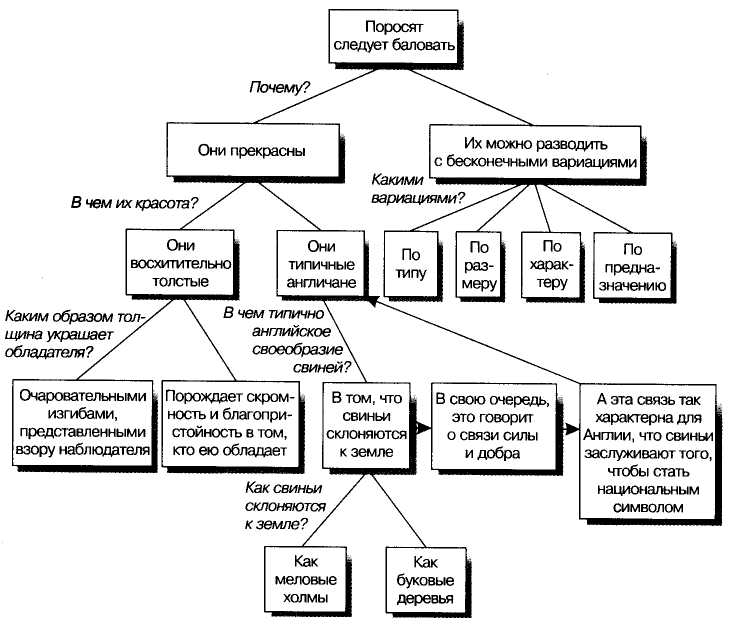 Поросят
следует баловать
Почему?
Они прекрасны
Их можно разводить
с бесконечными вариациями
В чем их красота?
Какими
вариациями?
Они
восхитительно
толстые
Они
типичные
англичане
По
типу
По
раз-
меру
По
харак-
теру
По
предна-
значению
Каким образом тол-
щина украшает
обладателя?
В чем типично
английское
своеобразие
свиней?
Очаровательными
изгибами,
представленными
взору наблюдателя
Порождает скром-
ность и благопри-
стойность в том,
кто ею обладает
В том, что
свиньи
склоняются
к земле
В свою очередь,
это говорит
о связи силы
и добра
А эта связь так
характерна для
Англии, что свиньи
заслуживают того,
чтобы стать
национальным
символом
Как свиньи
склоняются
к земле?
Как
меловые
холмы
Как
буковые
деревья